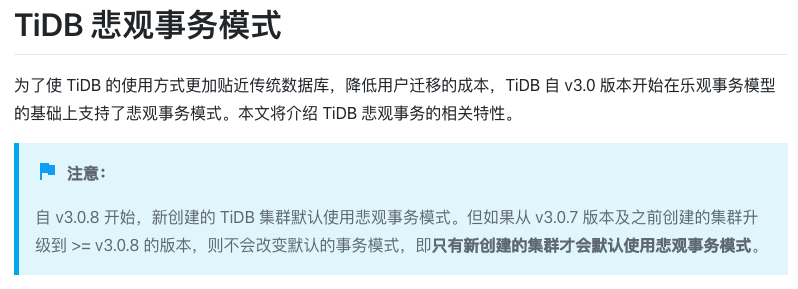 TiDB 悲观事务模式
为了使 TiDB 的使用方式更加贴近传统数据库，降低用户迁移的成本，TiDB 自 v3.0 版本开始在乐观事务模型
的基础上支持了悲观事务模式。本文将介绍 TiDB 悲观事务的相关特性。
注意：
自 v3.0.8 开始，新创建的 TiDB 集群默认使用悲观事务模式。但如果从 v3.0.7 版本及之前创建的集群升
级到 >= v3.0.8 的版本，则不会改变默认的事务模式，即只有新创建的集群才会默认使用悲观事务模式。